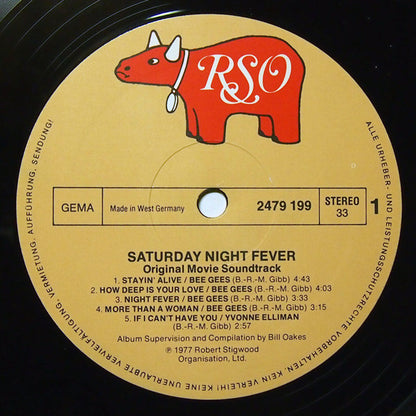 RSO
GEMA
Made in West Germany
2479 199
STEREO
33
1
SATURDAY NIGHT FEVER
Original Movie Soundtrack
1. STAYIN' ALIVE / BEE GEES (B.-R.-M. Gibb) 4:43
2. HOW DEEP IS YOUR LOVE / BEE GEES (B.-R.-M. Gibb) 4:03
3. NIGHT FEVER / BEE GEES (B.-R.-M. Gibb) 3:33
4. MORE THAN A WOMAN / BEE GEES (B.-R.-M. Gibb) 3:15
5. IF I CAN'T HAVE YOU / YVONNE ELLIMAN
(B.-R.-M. Gibb) 2:57
Album Supervision and Compilation by Bill Oakes
℗ 1977 Robert Stigwood
Organisation, Ltd.
ALLE URHEBER- UND LEISTUNGSSCHUTZRECHTE VORBEHALTEN. KEIN VERLEIH! KEINE UNERLAUBTE VERVIELFÄLTIGUNG, VERMIETUNG, AUFFÜHRUNG, SENDUNG!